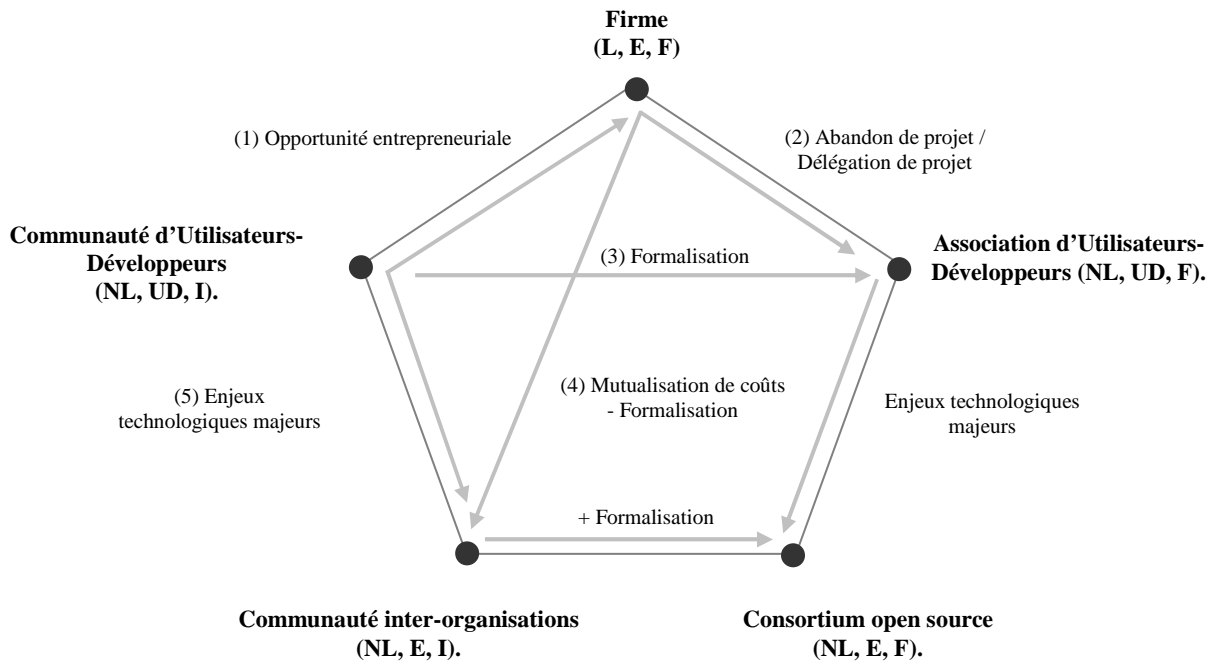 Firme
(L, E, F)
(1) Opportunité entrepreneuriale
(2) Abandon de projet /
Délégation de projet
Communauté d'Utilisateurs-
Développeurs
(NL, UD, I).
(3) Formalisation
Association d'Utilisateurs-
Développeurs (NL, UD, F).
(5) Enjeux
technologiques majeurs
(4) Mutualisation de coûts
- Formalisation
Enjeux technologiques
majeurs
+ Formalisation
Communauté inter-organisations
(NL, E, I).
Consortium open source
(NL, E, F).